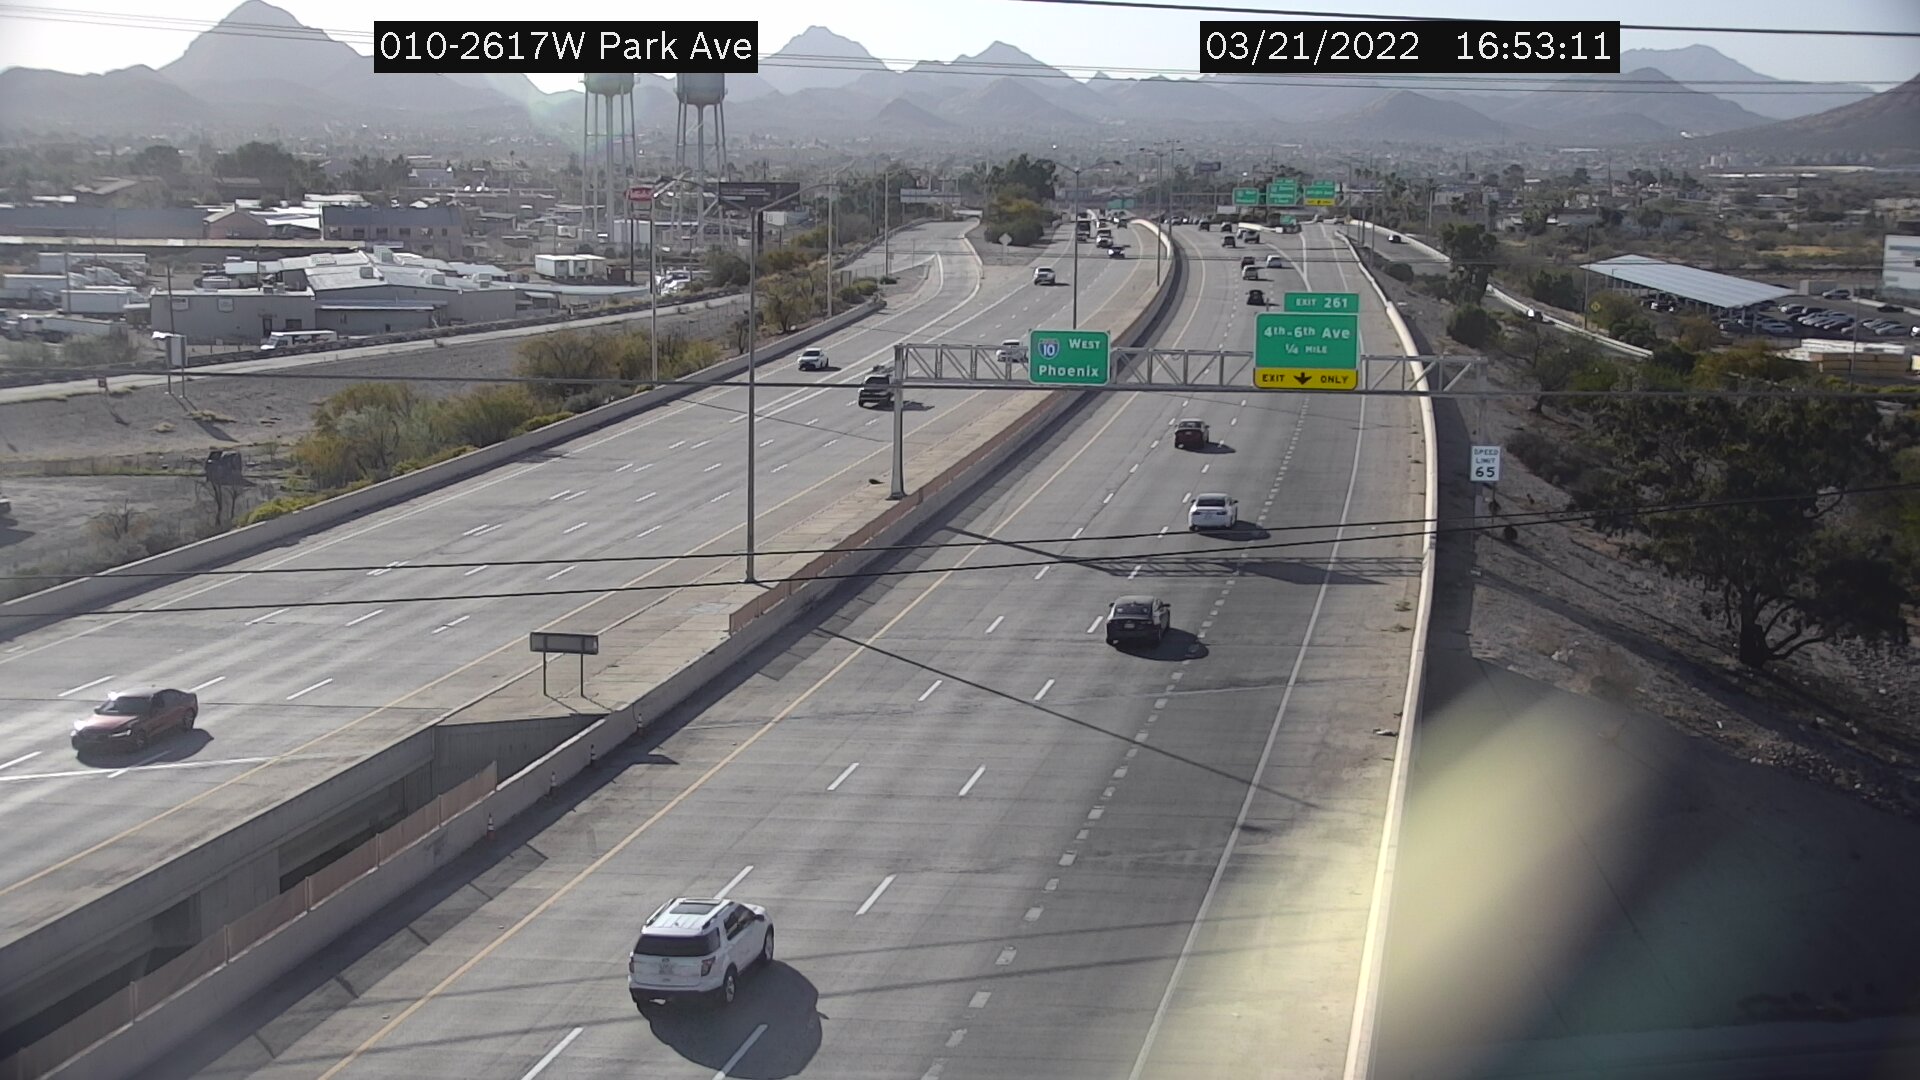 010-2617W Park Ave
03/21/2022 16:53:11
EXIT 261
4th-6th Ave
1/4 MILE
EXIT ONLY
10 WEST
Phoenix
SPEED
LIMIT
65